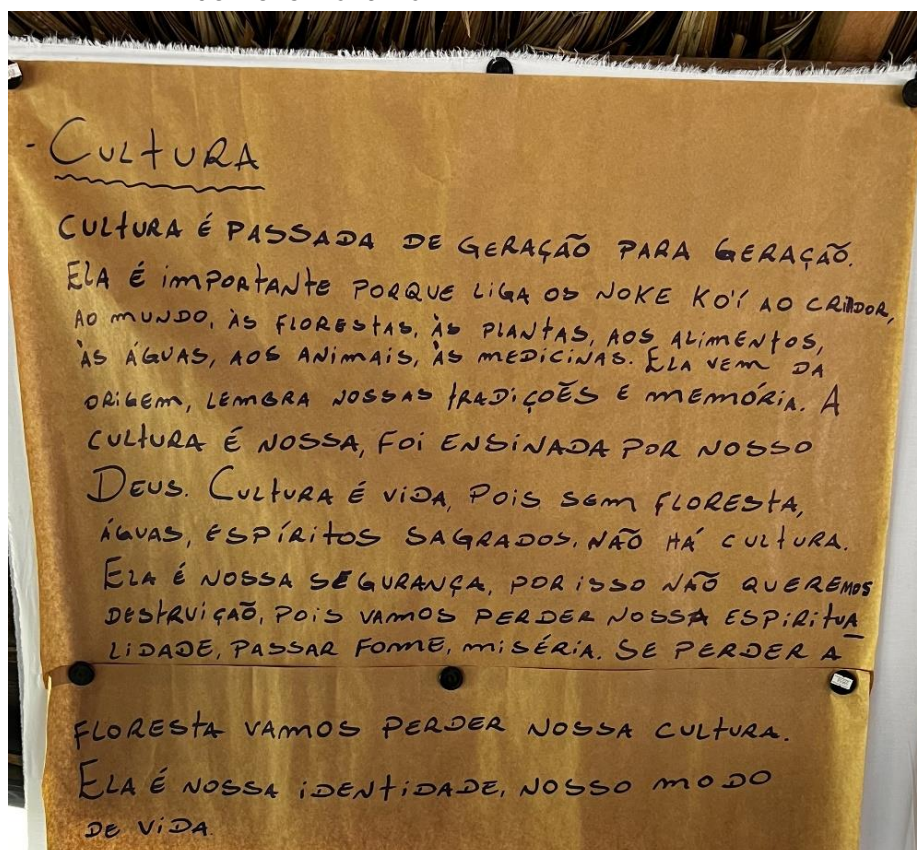 - CULTURA
CULTURA É PASSADA DE GERAÇÃO PARA GERAÇÃO.
ELA É IMPORTANTE PORQUE LIGA OS NOKE KO'Í AO CRIADOR,
AO MUNDO, ÀS FLORESTAS, ÀS PLANTAS, AOS ALIMENTOS,
ÀS ÁGUAS, AOS ANIMAIS, ÀS MEDICINAS. ELA VEM DA
ORIGEM, LEMBRA NOSSAS TRADIÇÕES E MEMÓRIA. A
CULTURA É NOSSA, FOI ENSINADA POR NOSSO
DEUS. CULTURA É VIDA, POIS SEM FLORESTA,
ÁGUAS, ESPÍRITOS SAGRADOS, NÃO HÁ CULTURA.
ELA É NOSSA SEGURANÇA, POR ISSO NÃO QUEREMOS
DESTRUIÇÃO, POIS VAMOS PERDER NOSSA ESPIRITUA
LIDADE, PASSAR FOME, MISÉRIA. SE PERDER A
FLORESTA VAMOS PERDER NOSSA CULTURA.
ELA É NOSSA IDENTIDADE, NOSSO MODO
DE VIDA.